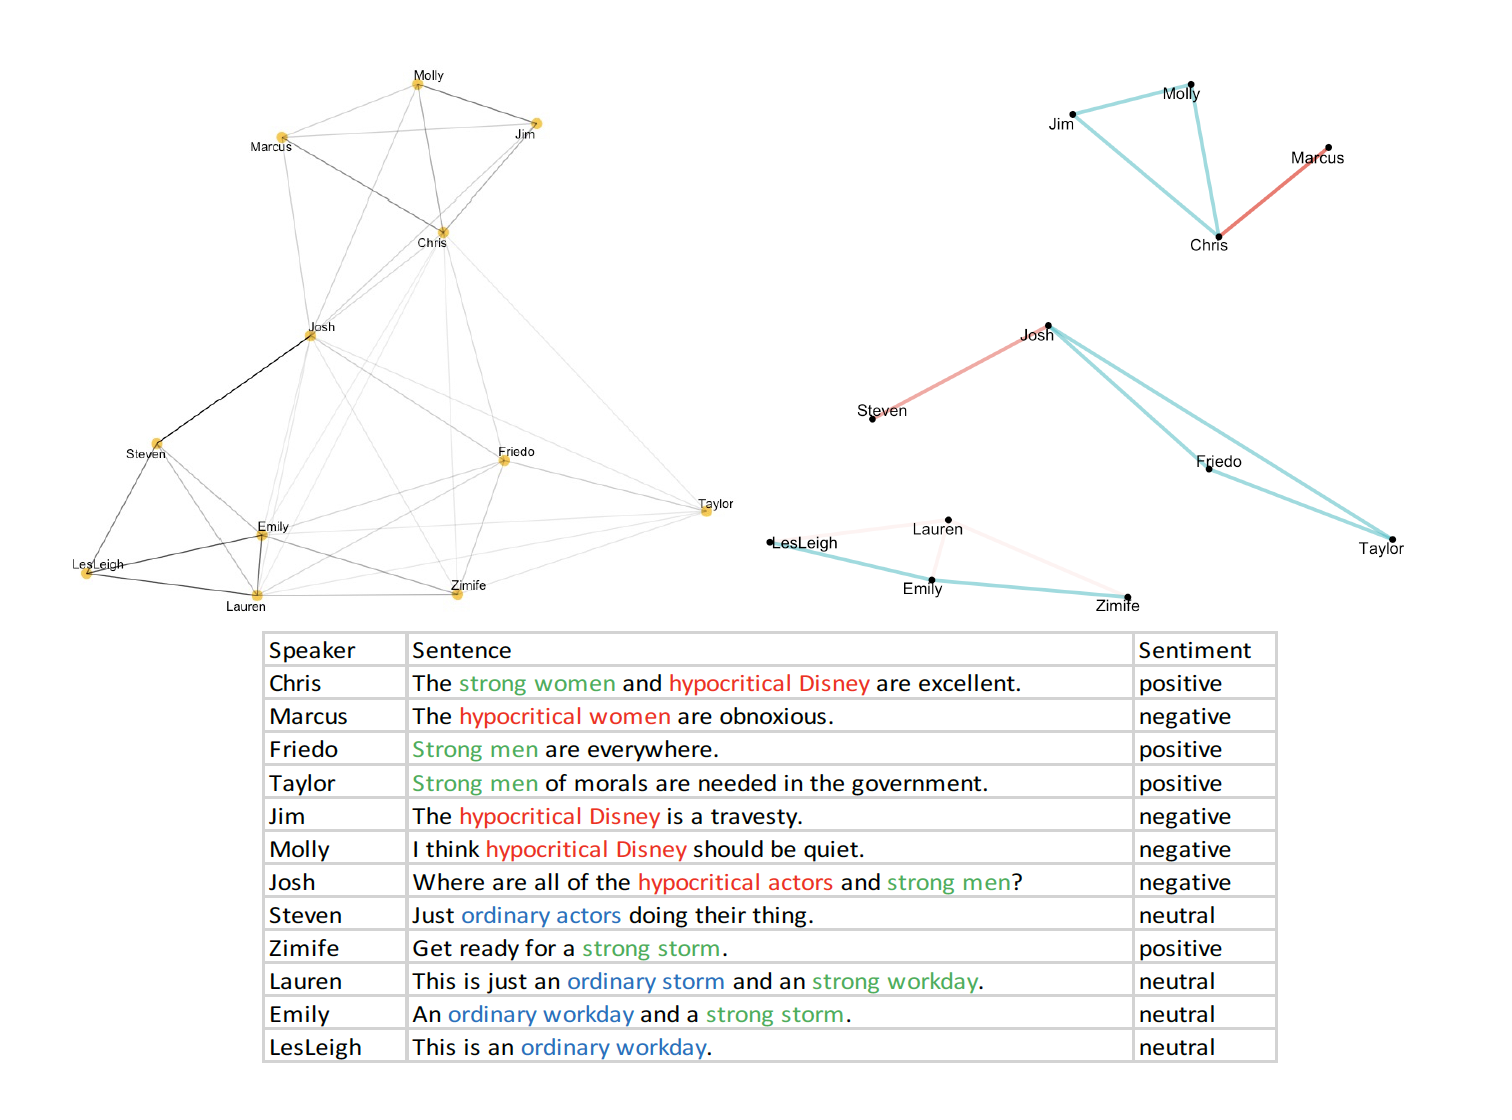 Molly
Marcus
Jim
Chris
Josh
Steven
Friedo
Taylor
Emily
LesLeigh
Lauren
Zimife
Molly
Jim
Marcus
Chris
Josh
Steven
Friedo
Lauren
LesLeigh
Taylor
Emily
Zimife
Speaker Sentence Sentiment
Chris The strong women and hypocritical Disney are excellent. positive
Marcus The hypocritical women are obnoxious. negative
Friedo Strong men are everywhere. positive
Taylor Strong men of morals are needed in the government. positive
Jim The hypocritical Disney is a travesty. negative
Molly I think hypocritical Disney should be quiet. negative
Josh Where are all of the hypocritical actors and strong men? negative
Steven Just ordinary actors doing their thing. neutral
Zimife Get ready for a strong storm. positive
Lauren This is just an ordinary storm and an strong workday. neutral
Emily An ordinary workday and a strong storm. neutral
LesLeigh This is an ordinary workday. neutral